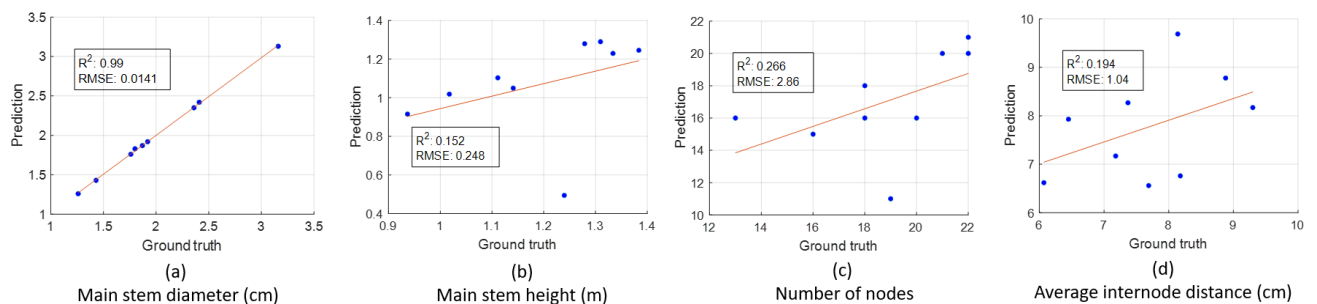 3.5
3
2.5
2
1.5
1
Prediction
R²: 0.99
RMSE: 0.0141
1 1.5 2 2.5 3 3.5
Ground truth
(a)
Main stem diameter (cm)
1.4
1.2
1
0.8
0.6
0.4
Prediction
R²: 0.152
RMSE: 0.248
0.9 1 1.1 1.2 1.3 1.4
Ground truth
(b)
Main stem height (m)
22
20
18
16
14
12
10
Prediction
R²: 0.266
RMSE: 2.86
12 14 16 18 20 22
Ground truth
(c)
Number of nodes
10
9
8
7
6
Prediction
R²: 0.194
RMSE: 1.04
6 7 8 9 10
Ground truth
(d)
Average internode distance (cm)